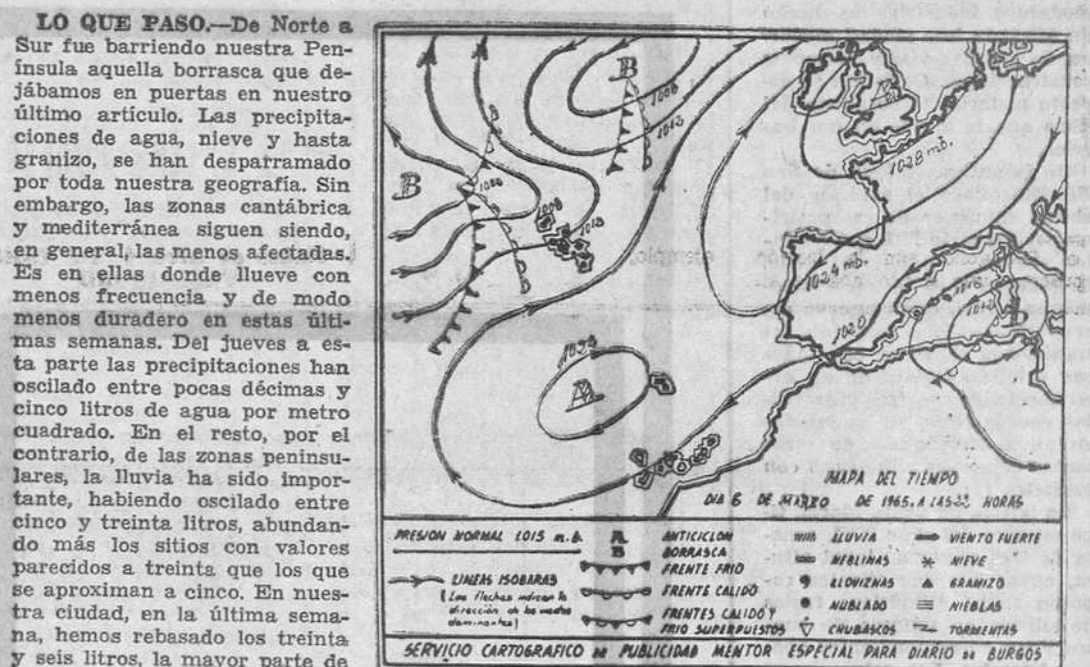 LO QUE PASO.—De Norte a
Sur fue barriendo nuestra Pen-
ínsula aquella borrasca que de-
jábamos en puertas en nuestro
último artículo. Las precipita-
ciones de agua, nieve y hasta
granizo, se han desparramado
por toda nuestra geografía. Sin
embargo, las zonas cantábrica
y mediterránea siguen siendo,
en general, las menos afectadas.
Es en ellas donde llueve con
menos frecuencia y de modo
menos duradero en estas últi-
mas semanas. Del jueves a es-
ta parte las precipitaciones han
oscilado entre pocas décimas y
cinco litros de agua por metro
cuadrado. En el resto, por el
contrario, de las zonas peninsu-
lares, la lluvia ha sido impor-
tante, habiendo oscilado entre
cinco y treinta litros, abundan-
do más los sitios con valores
parecidos a treinta que los que
se aproximan a cinco. En nues-
tra ciudad, en la última sema-
na, hemos rebasado los treinta
y seis litros, la mayor parte de
B
1008
1012
B
1008
1012
1028 mb.
1024 mb.
1020
1016
1012
1024
A
MAPA DEL TIEMPO
DIA 6 DE MARZO DE 1965. A LAS HORAS
PRESION NORMAL 1015 m.b.
LINEAS ISOBARAS
(Las flechas indican la
dirección de los vientos
dominantes)
A ANTICICLON
B BORRASCA
FRENTE FRIO
FRENTE CALIDO
FRENTES CALIDO Y
FRIO SUPERPUESTOS
LLUVIA
NEBLINAS
LLOVIZNAS
NUBLADO
CHUBASCOS
VIENTO FUERTE
NIEVE
GRANIZO
NIEBLAS
TORMENTAS
SERVICIO CARTOGRAFICO DE PUBLICIDAD MENTOR ESPECIAL PARA DIARIO DE BURGOS